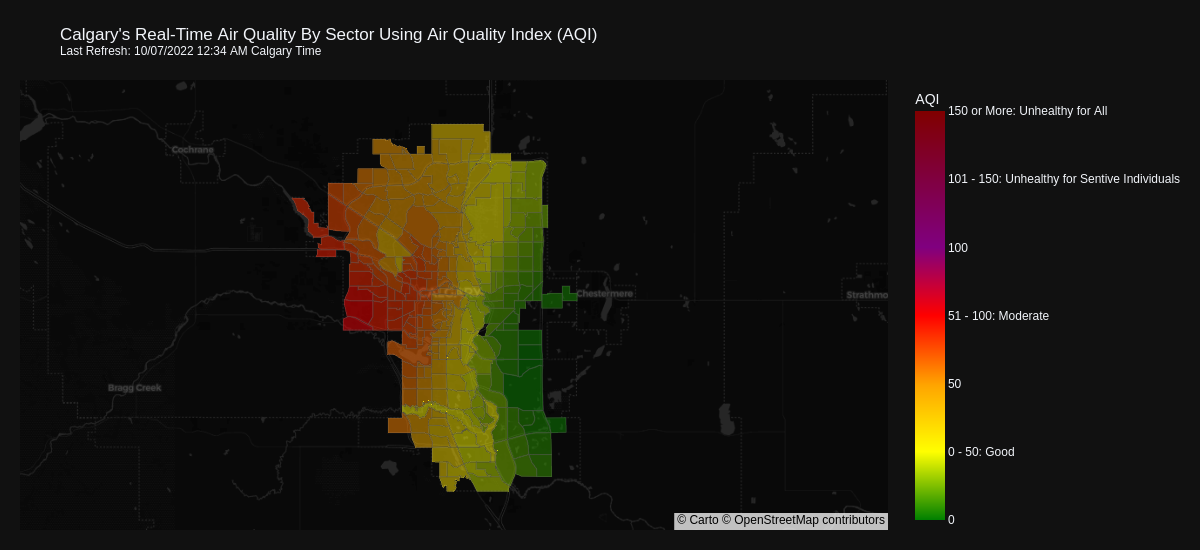 Calgary's Real-Time Air Quality By Sector Using Air Quality Index (AQI)
Last Refresh: 10/07/2022 12:34 AM Calgary Time
AQI
150 or More: Unhealthy for All
Cochrane
101 - 150: Unhealthy for Sentive Individuals
100
CALGARY
Chestermere
Strathmo
51 - 100: Moderate
50
Bragg Creek
0 - 50: Good
0
© Carto © OpenStreetMap contributors